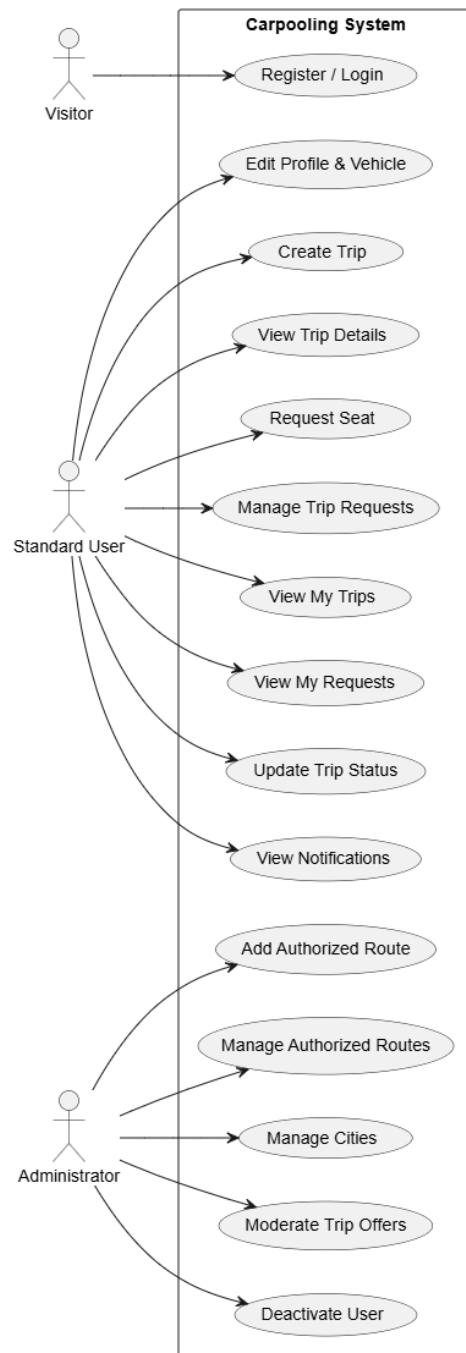 Carpooling System
Register / Login
Visitor
Edit Profile & Vehicle
Create Trip
View Trip Details
Request Seat
Manage Trip Requests
Standard User
View My Trips
View My Requests
Update Trip Status
View Notifications
Add Authorized Route
Manage Authorized Routes
Manage Cities
Administrator
Moderate Trip Offers
Deactivate User